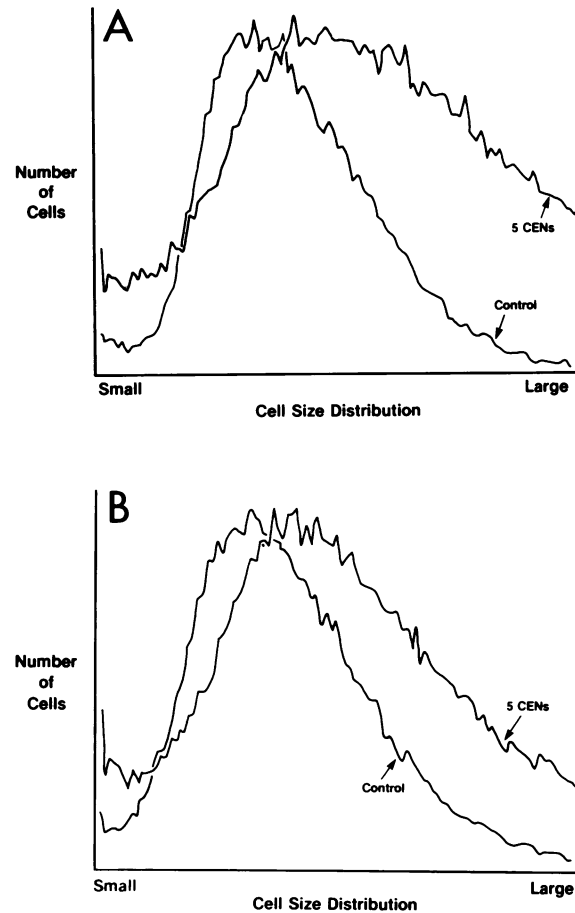 A
Number
of
Cells
5 CENs
Control
Small
Large
Cell Size Distribution
B
Number
of
Cells
5 CENs
Control
Small
Large
Cell Size Distribution